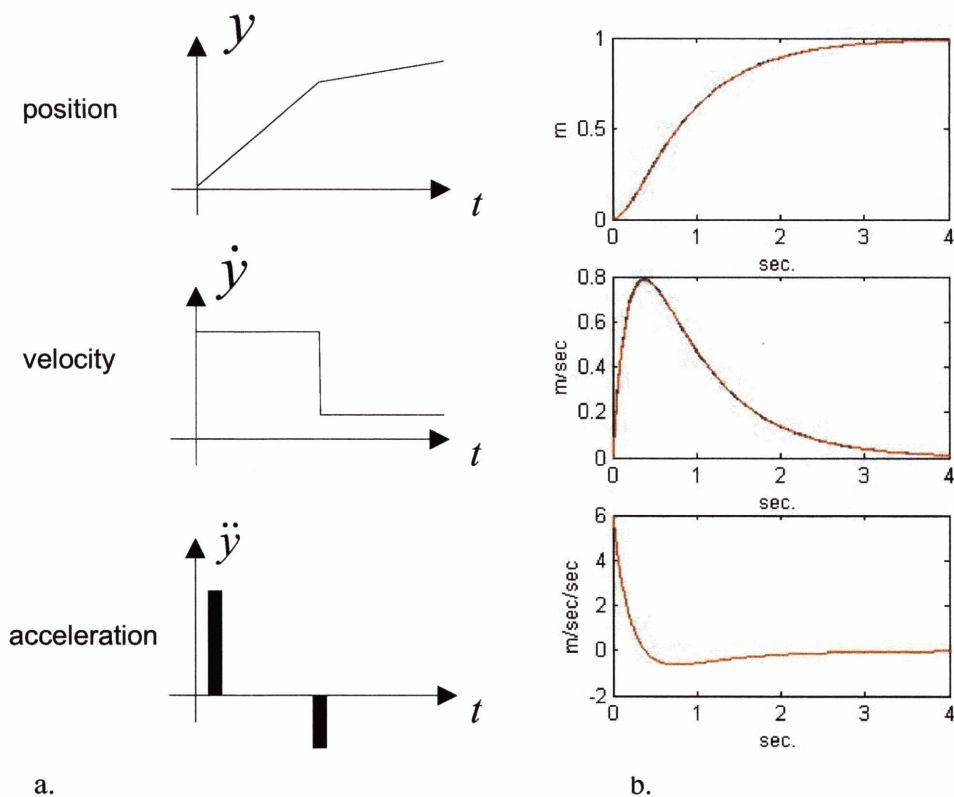 y
position
t
ẏ
velocity
t
ÿ
acceleration
t
a.
1
0.5
0
m
0 1 2 3 4
sec.
0.8
0.6
0.4
0.2
0
m/sec
0 1 2 3 4
sec.
6
4
2
0
-2
m/sec/sec
0 1 2 3 4
sec.
b.